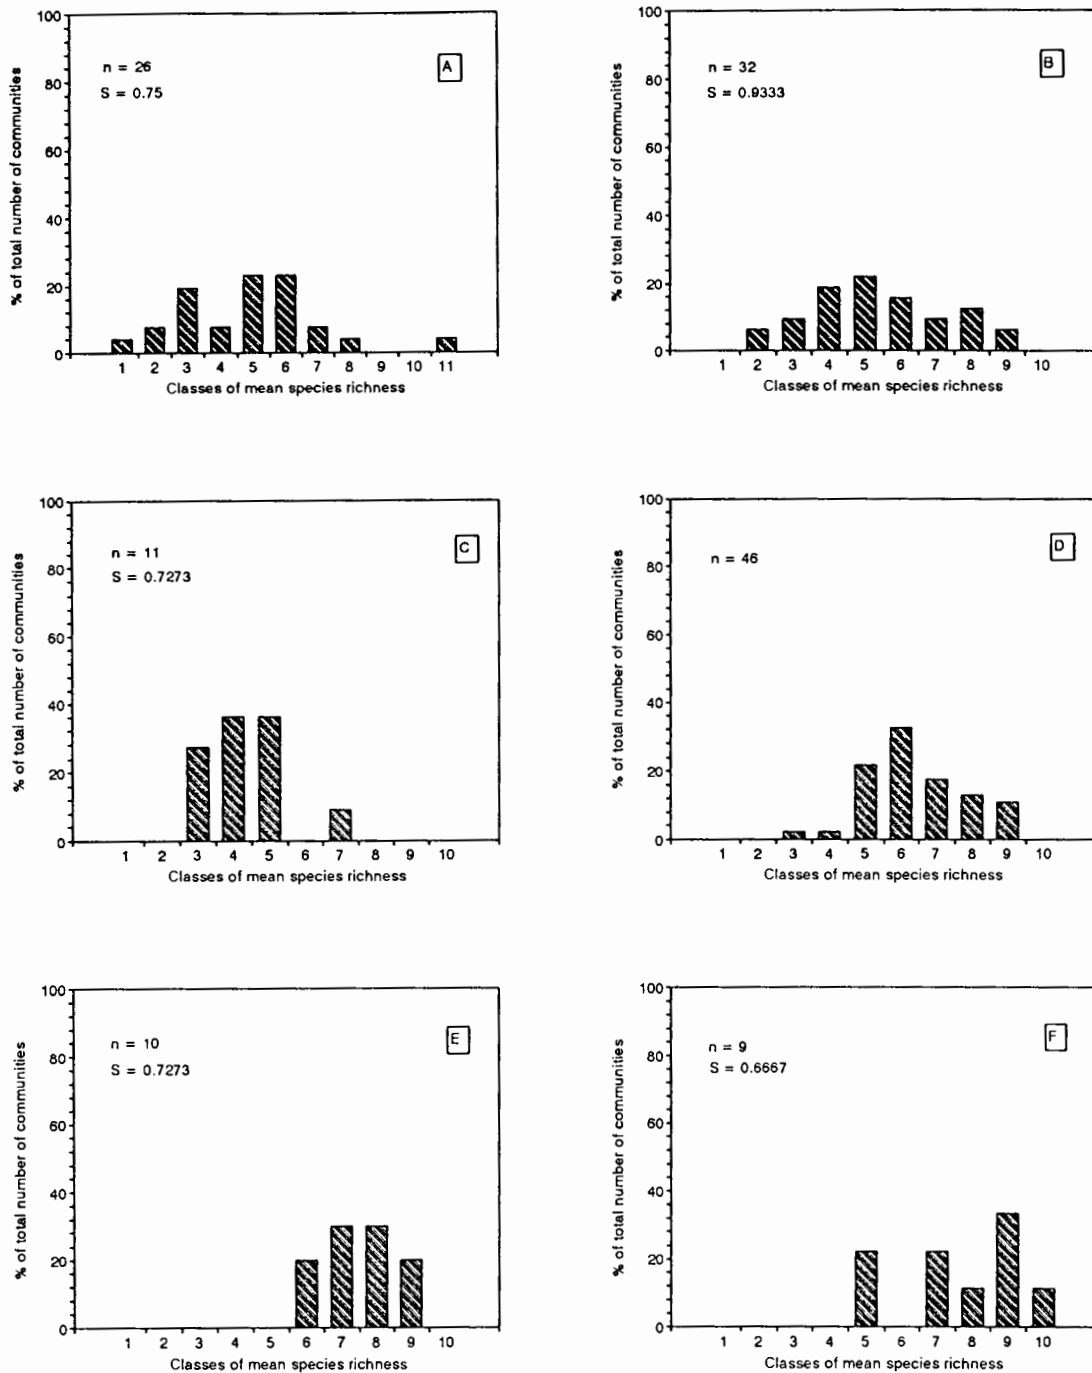 % of total number of communities
100
80
60
40
20
0
n = 26
S = 0.75
A
1 2 3 4 5 6 7 8 9 10 11
Classes of mean species richness
% of total number of communities
100
80
60
40
20
0
n = 32
S = 0.9333
B
1 2 3 4 5 6 7 8 9 10
Classes of mean species richness
% of total number of communities
100
80
60
40
20
0
n = 11
S = 0.7273
C
1 2 3 4 5 6 7 8 9 10
Classes of mean species richness
% of total number of communities
100
80
60
40
20
0
n = 46
D
1 2 3 4 5 6 7 8 9 10
Classes of mean species richness
% of total number of communities
100
80
60
40
20
0
n = 10
S = 0.7273
E
1 2 3 4 5 6 7 8 9 10
Classes of mean species richness
% of total number of communities
100
80
60
40
20
0
n = 9
S = 0.6667
F
1 2 3 4 5 6 7 8 9 10
Classes of mean species richness